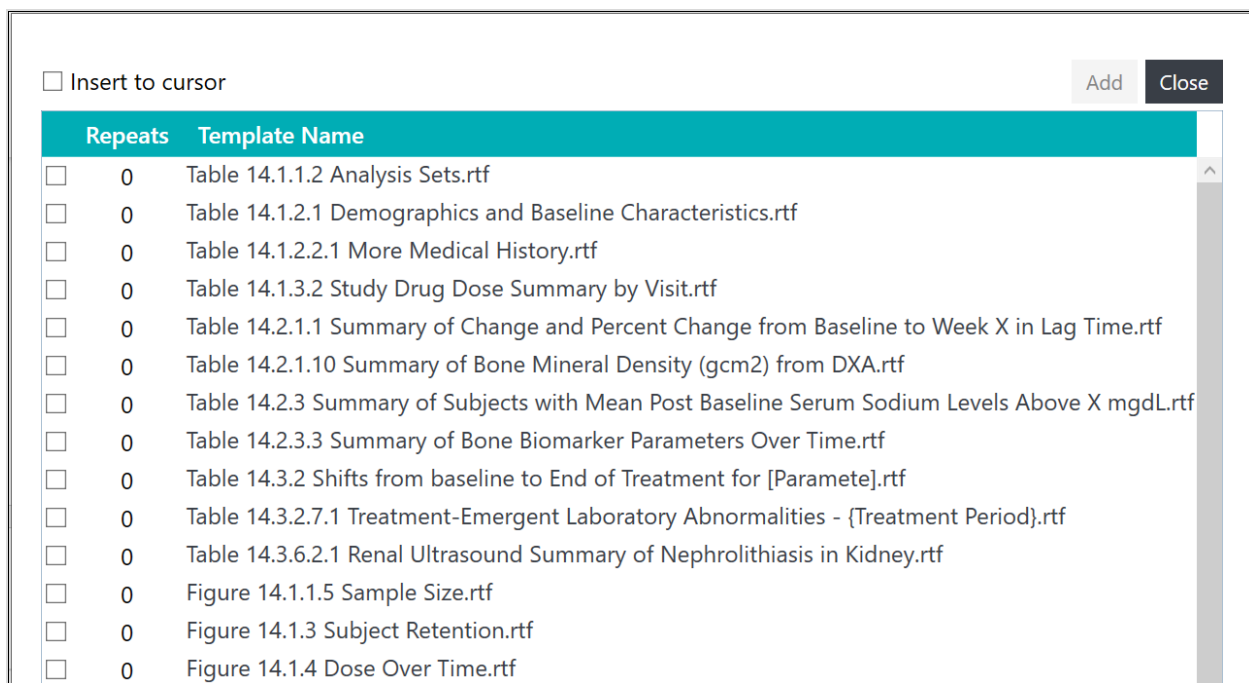 Insert to cursor Add Close
Repeats Template Name
0 Table 14.1.1.2 Analysis Sets.rtf
0 Table 14.1.2.1 Demographics and Baseline Characteristics.rtf
0 Table 14.1.2.2.1 More Medical History.rtf
0 Table 14.1.3.2 Study Drug Dose Summary by Visit.rtf
0 Table 14.2.1.1 Summary of Change and Percent Change from Baseline to Week X in Lag Time.rtf
0 Table 14.2.1.10 Summary of Bone Mineral Density (gcm2) from DXA.rtf
0 Table 14.2.3 Summary of Subjects with Mean Post Baseline Serum Sodium Levels Above X mgdL.rtf
0 Table 14.2.3.3 Summary of Bone Biomarker Parameters Over Time.rtf
0 Table 14.3.2 Shifts from baseline to End of Treatment for [Paramete].rtf
0 Table 14.3.2.7.1 Treatment-Emergent Laboratory Abnormalities - {Treatment Period}.rtf
0 Table 14.3.6.2.1 Renal Ultrasound Summary of Nephrolithiasis in Kidney.rtf
0 Figure 14.1.1.5 Sample Size.rtf
0 Figure 14.1.3 Subject Retention.rtf
0 Figure 14.1.4 Dose Over Time.rtf